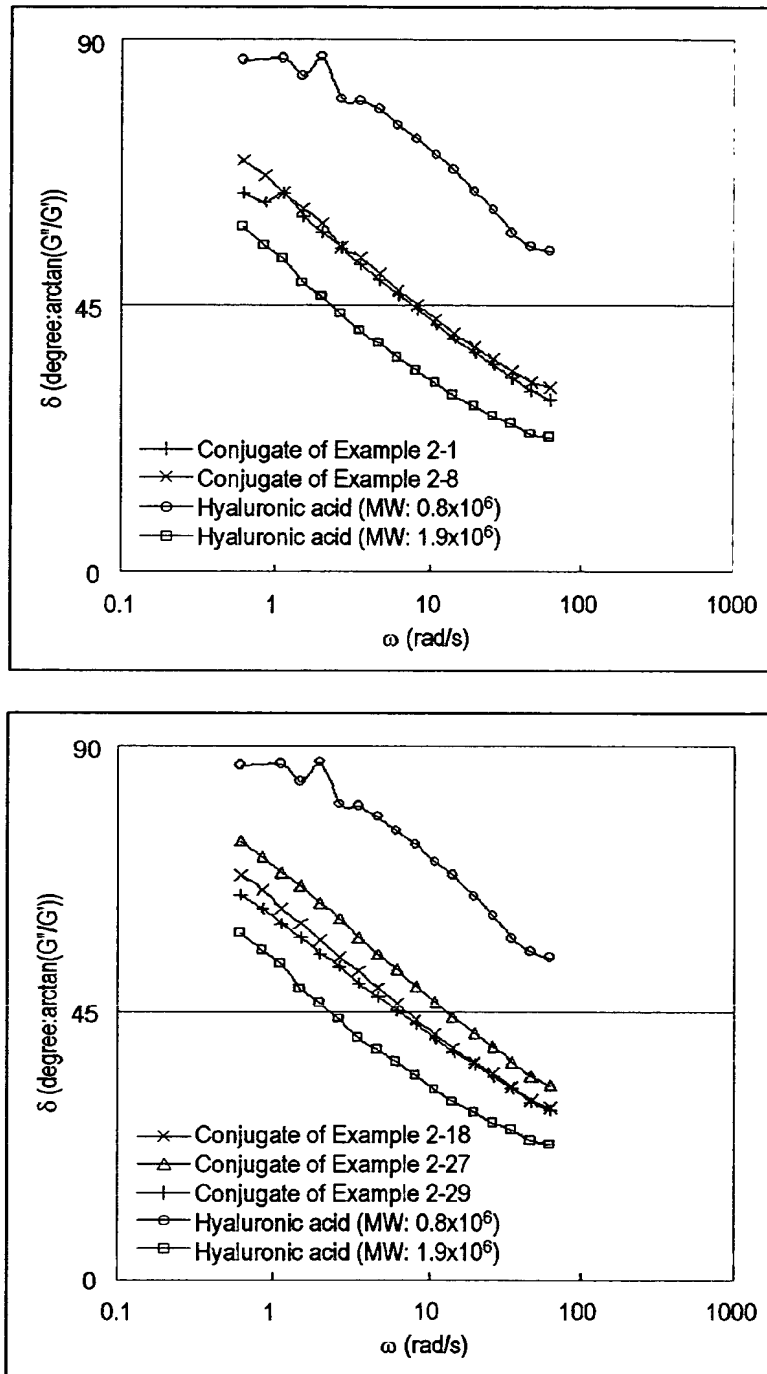 90
45
0
δ (degree:arctan(G"/G'))
Conjugate of Example 2-1
Conjugate of Example 2-8
Hyaluronic acid (MW: 0.8x10⁶)
Hyaluronic acid (MW: 1.9x10⁶)
0.1 1 10 100 1000
ω (rad/s)
90
45
0
δ (degree:arctan(G"/G'))
Conjugate of Example 2-18
Conjugate of Example 2-27
Conjugate of Example 2-29
Hyaluronic acid (MW: 0.8x10⁶)
Hyaluronic acid (MW: 1.9x10⁶)
0.1 1 10 100 1000
ω (rad/s)